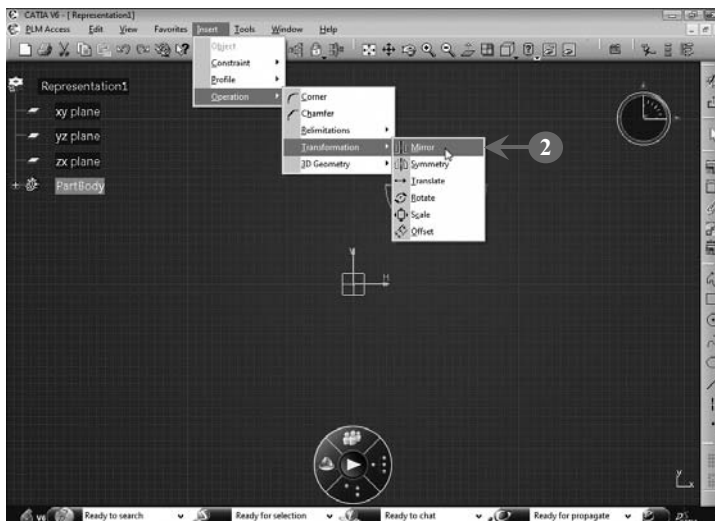 CATIA V6 - [ Representation1]
PLM Access Edit View Favorites Insert Tools Window Help
Object
Constraint
Profile
Operation
Corner
Chamfer
Relimitations
Transformation
3D Geometry
Mirror
Symmetry
Translate
Rotate
Scale
Offset
2
Representation1
xy plane
yz plane
zx plane
PartBody
V
H
y
x
V6 Ready to search Ready for selection Ready to chat Ready for propagate